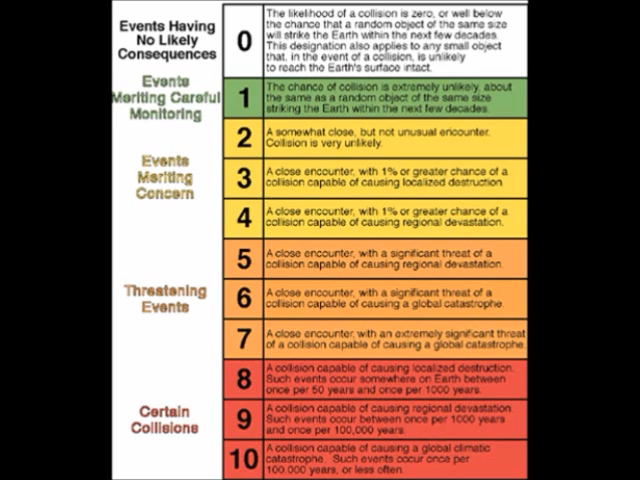 Events Having
No Likely
Consequences
0
The likelihood of a collision is zero, or well below
the chance that a random object of the same size
will strike the Earth within the next few decades.
This designation also applies to any small object
that, in the event of a collision, is unlikely
to reach the Earth's surface intact.
Events
Meriting Careful
Monitoring
1
The chance of collision is extremely unlikely, about
the same as a random object of the same size
striking the Earth within the next few decades.
Events
Meriting
Concern
2
A somewhat close, but not unusual encounter.
Collision is very unlikely.
3
A close encounter, with 1% or greater chance of a
collision capable of causing localized destruction.
4
A close encounter, with 1% or greater chance of a
collision capable of causing regional devastation.
Threatening
Events
5
A close encounter, with a significant threat of a
collision capable of causing regional devastation.
6
A close encounter, with a significant threat of a
collision capable of causing a global catastrophe.
7
A close encounter, with an extremely significant threat
of a collision capable of causing a global catastrophe.
Certain
Collisions
8
A collision capable of causing localized destruction.
Such events occur somewhere on Earth between
once per 50 years and once per 1000 years.
9
A collision capable of causing regional devastation.
Such events occur between once per 1000 years
and once per 100,000 years.
10
A collision capable of causing a global climatic
catastrophe. Such events occur once per
100,000 years, or less often.